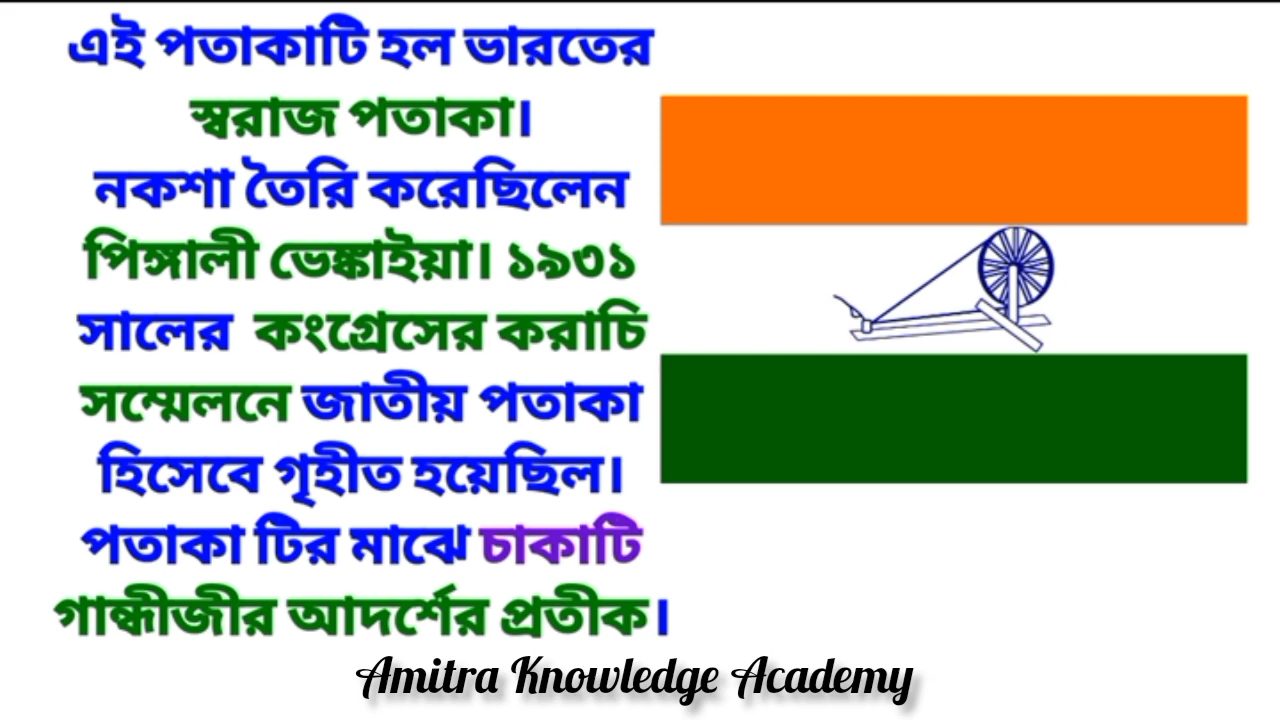 এই পতাকাটি হল ভারতের
স্বরাজ পতাকা।
নকশা তৈরি করেছিলেন
পিঙ্গালী ভেঙ্কাইয়া। ১৯৩১
সালের কংগ্রেসের করাচি
সম্মেলনে জাতীয় পতাকা
হিসেবে গৃহীত হয়েছিল।
পতাকা টির মাঝে চাকাটি
গান্ধীজীর আদর্শের প্রতীক।
Amitra Knowledge Academy